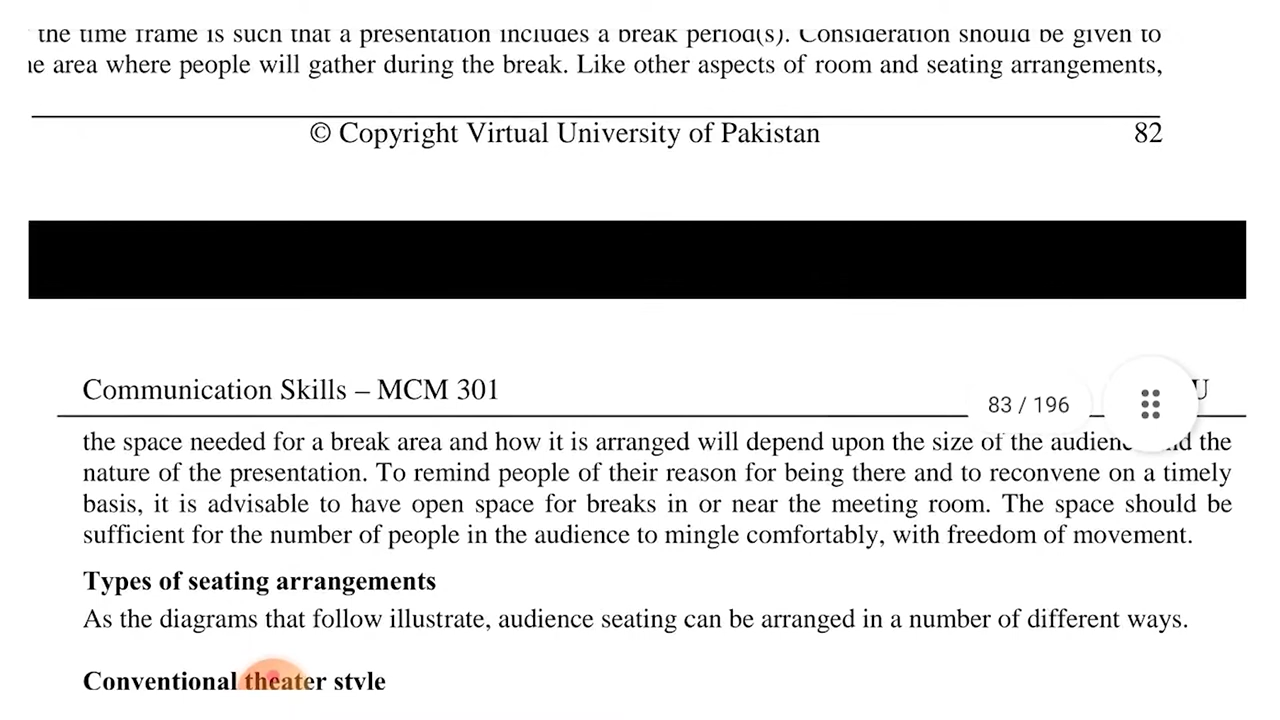 the time frame is such that a presentation includes a break period(s). Consideration should be given to
area where people will gather during the break. Like other aspects of room and seating arrangements,
© Copyright Virtual University of Pakistan 82
Communication Skills – MCM 301 U
83 / 196
the space needed for a break area and how it is arranged will depend upon the size of the the
nature of the presentation. To remind people of their reason for being there and to reconvene on a timely
basis, it is advisable to have open space for breaks in or near the meeting room. The space should be
sufficient for the number of people in the audience to mingle comfortably, with freedom of movement.
Types of seating arrangements
As the diagrams that follow illustrate, audience seating can be arranged in a number of different ways.
Conventional theater style